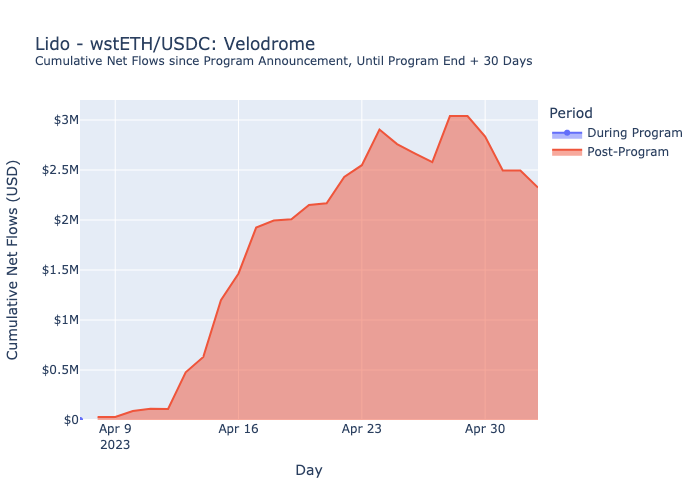 Lido - wstETH/USDC: Velodrome
Cumulative Net Flows since Program Announcement, Until Program End + 30 Days
Period
During Program
Post-Program
Cumulative Net Flows (USD)
$3M
$2.5M
$2M
$1.5M
$1M
$0.5M
$0
Apr 9
2023
Apr 16
Apr 23
Apr 30
Day